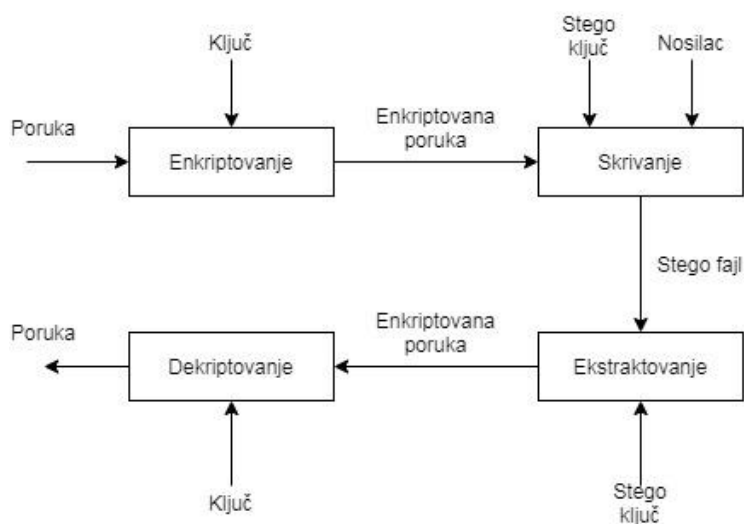 Ključ
Stego
ključ
Nosilac
Poruka
Enkriptovanje
Enkriptovana
poruka
Skrivanje
Stego fajl
Poruka
Dekriptovanje
Enkriptovana
poruka
Ekstraktovanje
Ključ
Stego
ključ